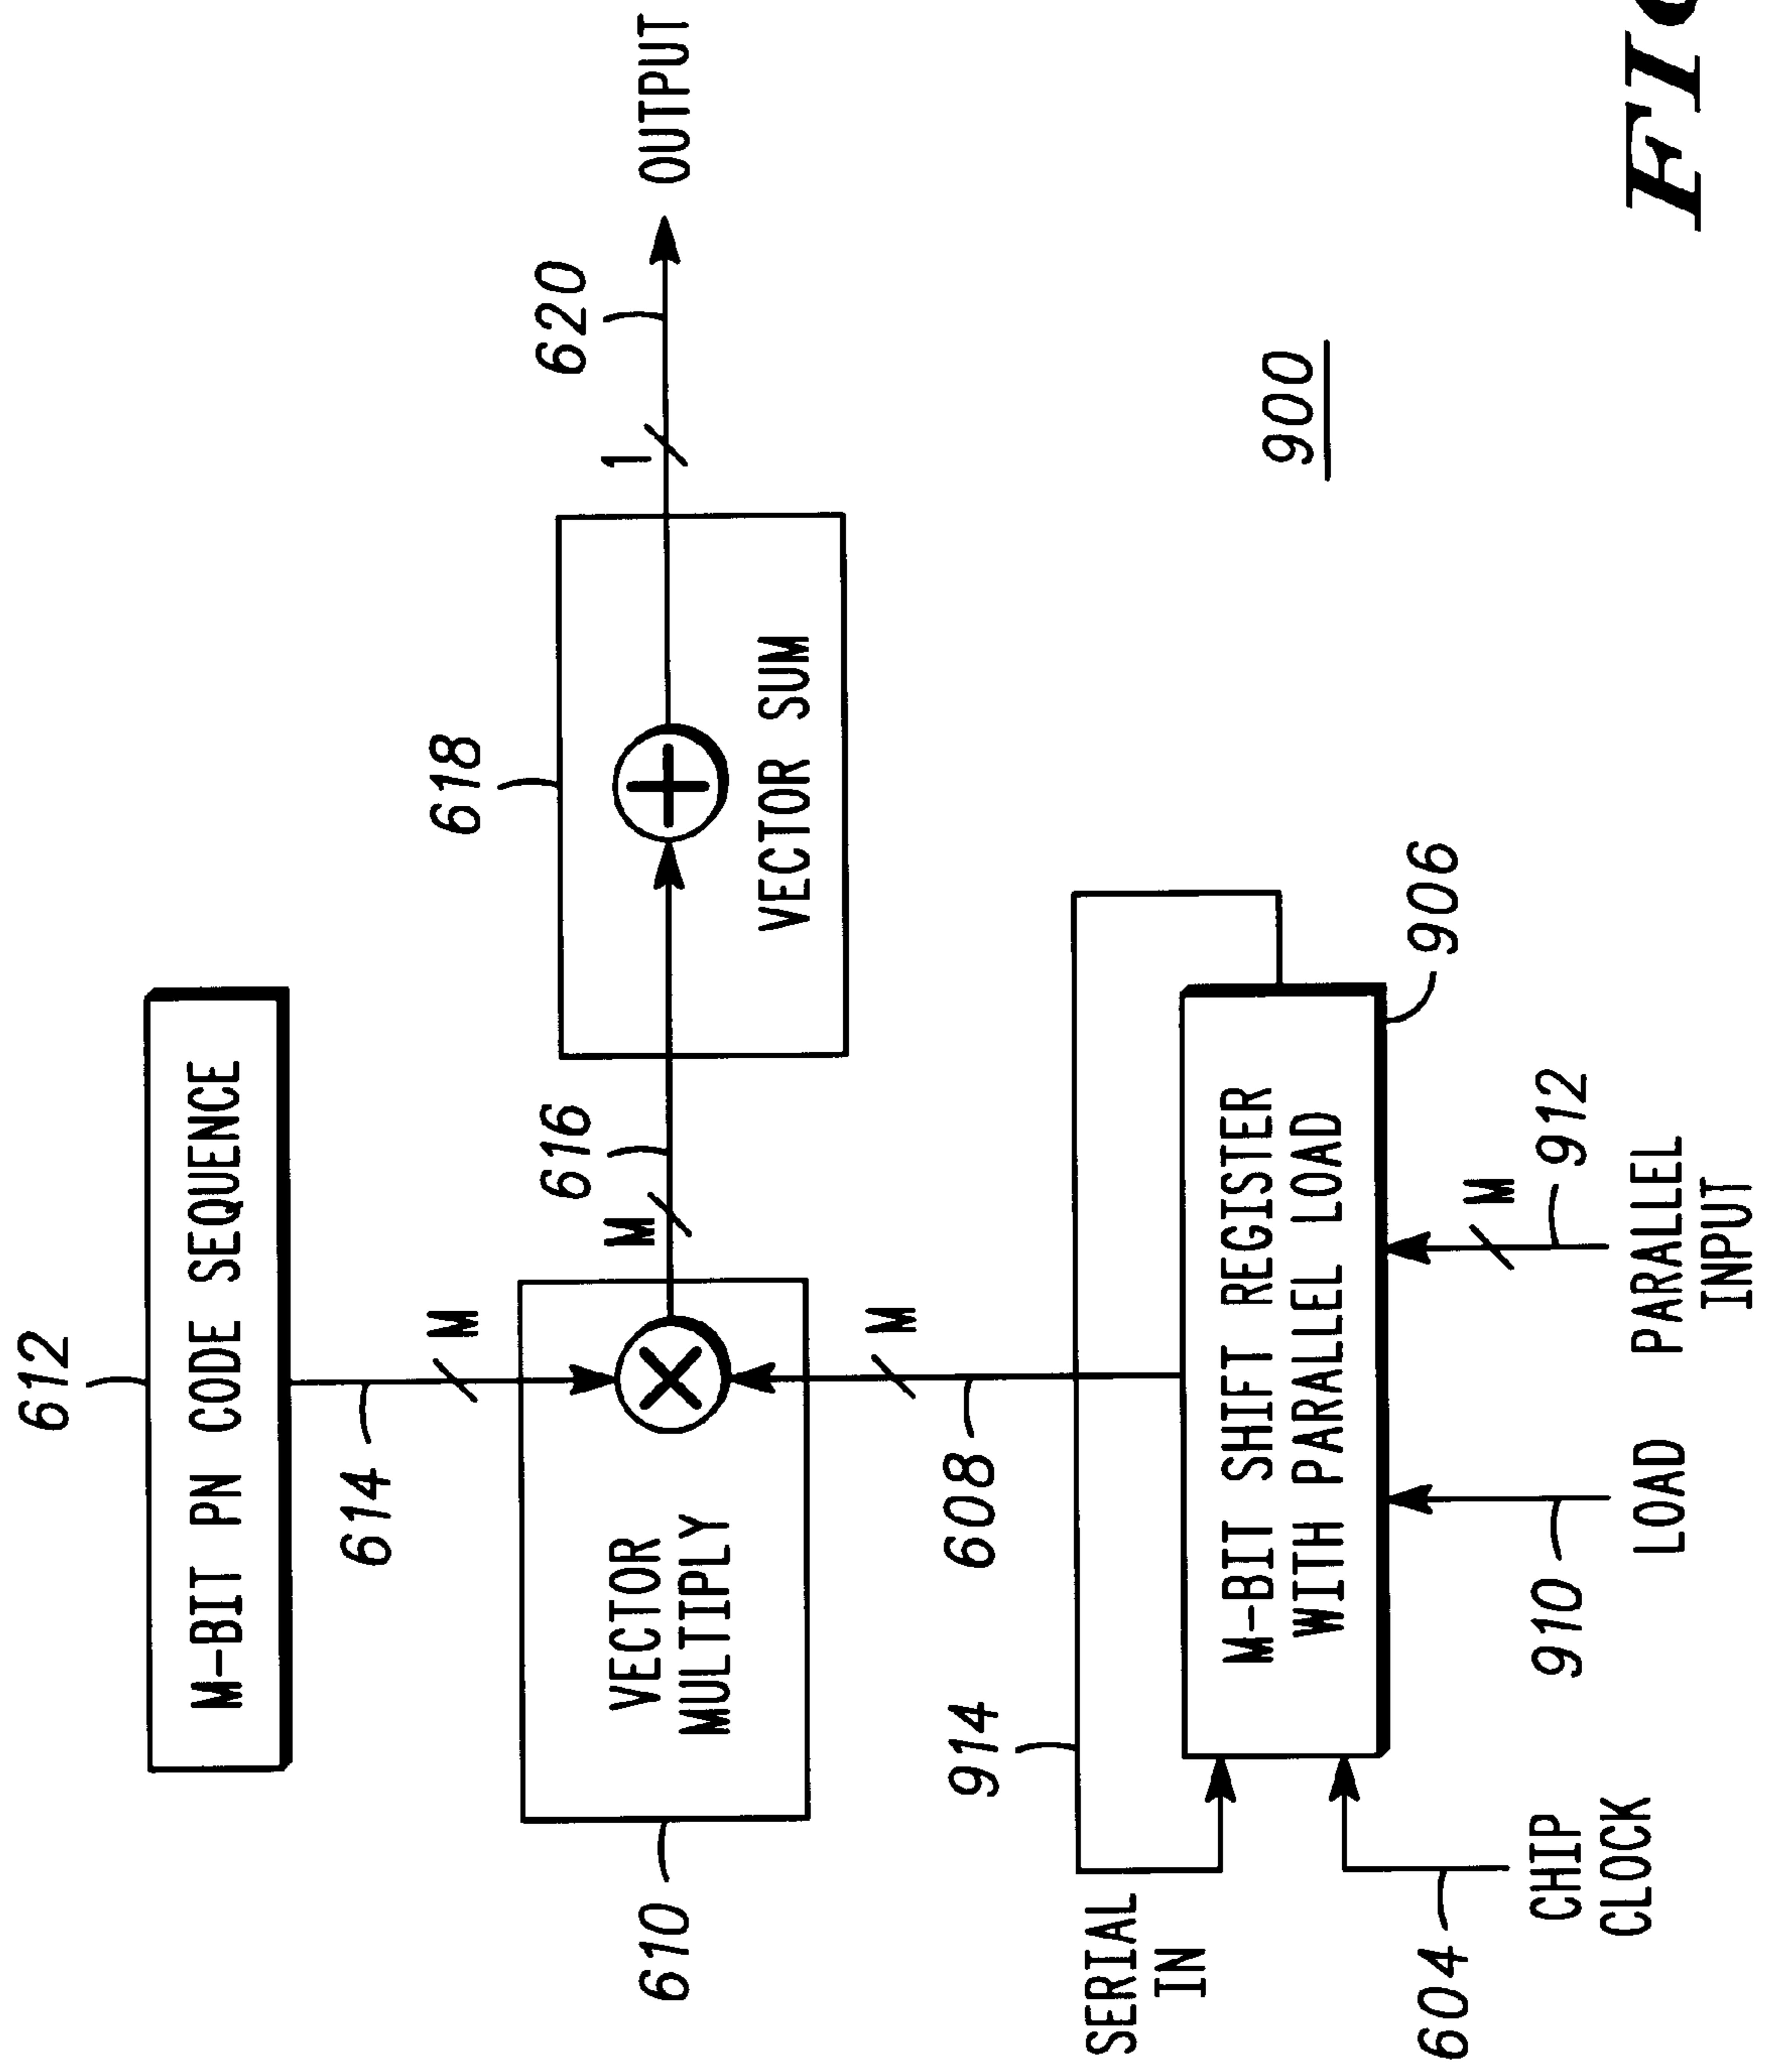 612
M-BIT PN CODE SEQUENCE
614
M
618
620
610
VECTOR
MULTIPLY
M
616
1
OUTPUT
VECTOR SUM
M
608
914
SERIAL
IN
M-BIT SHIFT REGISTER
WITH PARALLEL LOAD
906
900
604
CHIP
CLOCK
910
LOAD
M
912
PARALLEL
INPUT